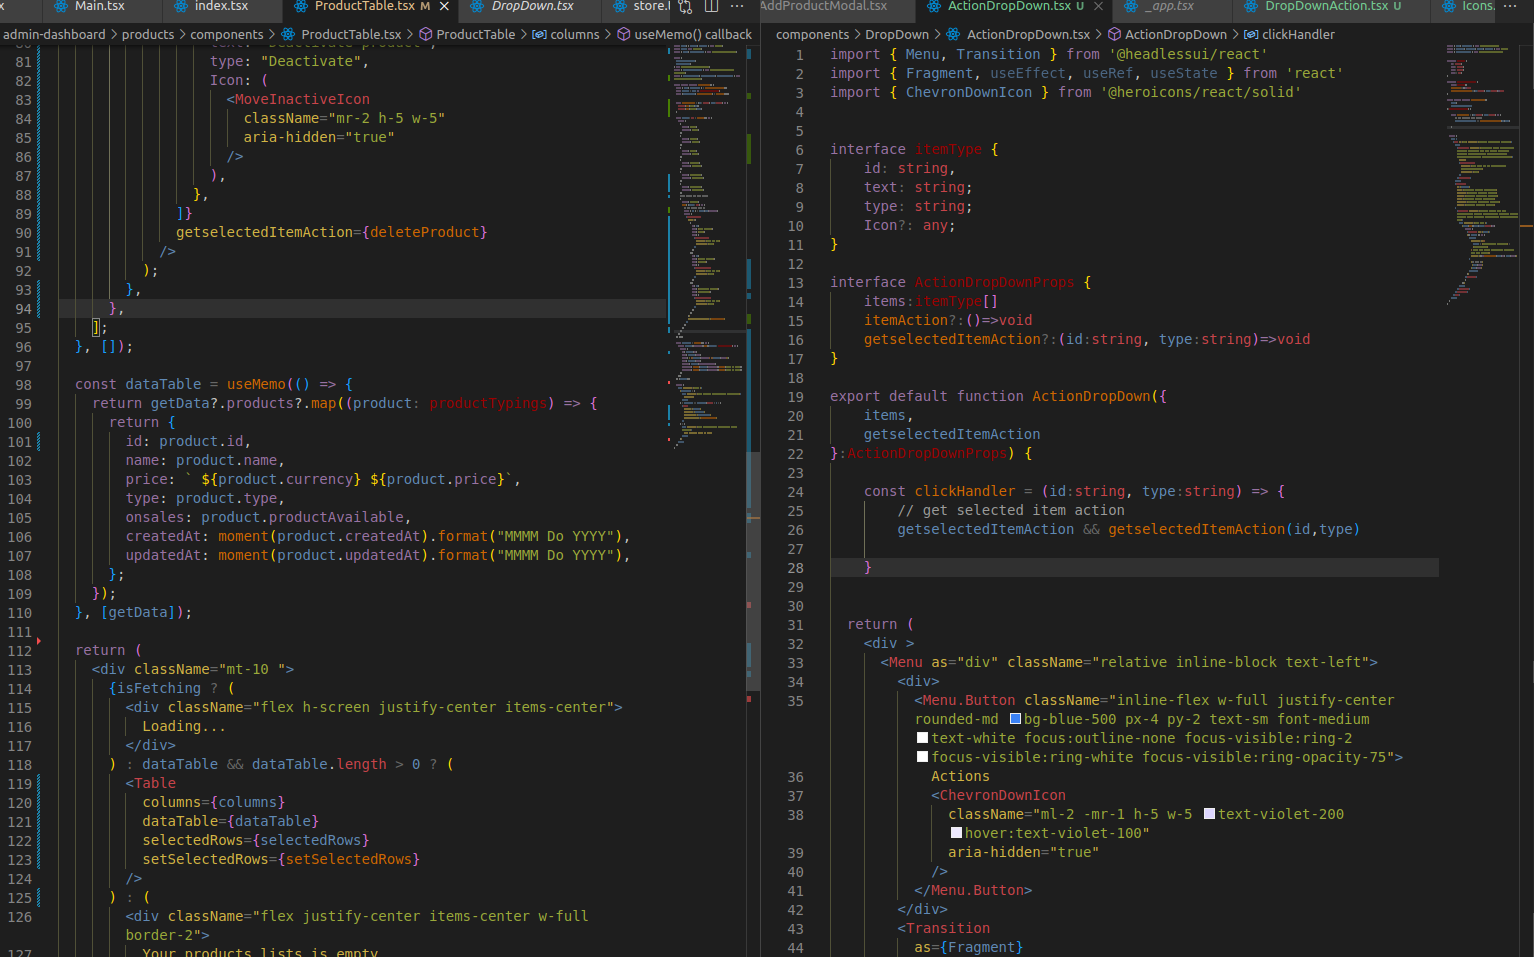 Main.tsx
index.tsx
ProductTable.tsx M
DropDown.tsx
store.
admin-dashboard > products > components > ProductTable.tsx > ProductTable > columns > useMemo() callback
81 type: "Deactivate",
82 Icon: (
83 <MoveInactiveIcon
84 className="mr-2 h-5 w-5"
85 aria-hidden="true"
86 />
87 ),
88 },
89 ]}
90 getselectedItemAction={deleteProduct}
91 />
92 );
93 },
94 },
95 ];
96 }, []);
97
98 const dataTable = useMemo(() => {
99 return getData?.products?.map((product: productTypings) => {
100 return {
101 id: product.id,
102 name: product.name,
103 price: ` ${product.currency} ${product.price}`,
104 type: product.type,
105 onsales: product.productAvailable,
106 createdAt: moment(product.createdAt).format("MMMM Do YYYY"),
107 updatedAt: moment(product.updatedAt).format("MMMM Do YYYY"),
108 };
109 });
110 }, [getData]);
111
112 return (
113 <div className="mt-10 ">
114 {isFetching ? (
115 <div className="flex h-screen justify-center items-center">
116 Loading...
117 </div>
118 ) : dataTable && dataTable.length > 0 ? (
119 <Table
120 columns={columns}
121 dataTable={dataTable}
122 selectedRows={selectedRows}
123 setSelectedRows={setSelectedRows}
124 />
125 ) : (
126 <div className="flex justify-center items-center w-full
border-2">
127 Your products lists is empty
AddProductModal.tsx
ActionDropDown.tsx U
_app.tsx
DropDownAction.tsx U
Icons.
components > DropDown > ActionDropDown.tsx > ActionDropDown > clickHandler
1 import { Menu, Transition } from '@headlessui/react'
2 import { Fragment, useEffect, useRef, useState } from 'react'
3 import { ChevronDownIcon } from '@heroicons/react/solid'
4
5
6 interface itemType {
7 id: string,
8 text: string;
9 type: string;
10 Icon?: any;
11 }
12
13 interface ActionDropDownProps {
14 items:itemType[]
15 itemAction?:()=>void
16 getselectedItemAction?:(id:string, type:string)=>void
17 }
18
19 export default function ActionDropDown({
20 items,
21 getselectedItemAction
22 }:ActionDropDownProps) {
23
24 const clickHandler = (id:string, type:string) => {
25 // get selected item action
26 getselectedItemAction && getselectedItemAction(id,type)
27
28 }
29
30
31 return (
32 <div >
33 <Menu as="div" className="relative inline-block text-left">
34 <div>
35 <Menu.Button className="inline-flex w-full justify-center
rounded-md bg-blue-500 px-4 py-2 text-sm font-medium
text-white focus:outline-none focus-visible:ring-2
focus-visible:ring-white focus-visible:ring-opacity-75">
36 Actions
37 <ChevronDownIcon
38 className="ml-2 -mr-1 h-5 w-5 text-violet-200
hover:text-violet-100"
39 aria-hidden="true"
40 />
41 </Menu.Button>
42 </div>
43 <Transition
44 as={Fragment}